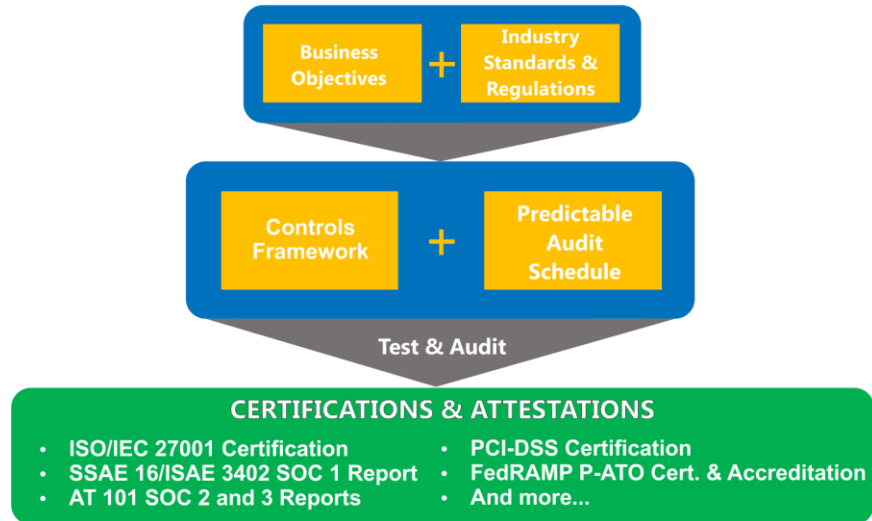 Business
Objectives
+
Industry
Standards &
Regulations
Controls
Framework
+
Predictable
Audit
Schedule
Test & Audit
CERTIFICATIONS & ATTESTATIONS
• ISO/IEC 27001 Certification
• SSAE 16/ISAE 3402 SOC 1 Report
• AT 101 SOC 2 and 3 Reports
• PCI-DSS Certification
• FedRAMP P-ATO Cert. & Accreditation
• And more...